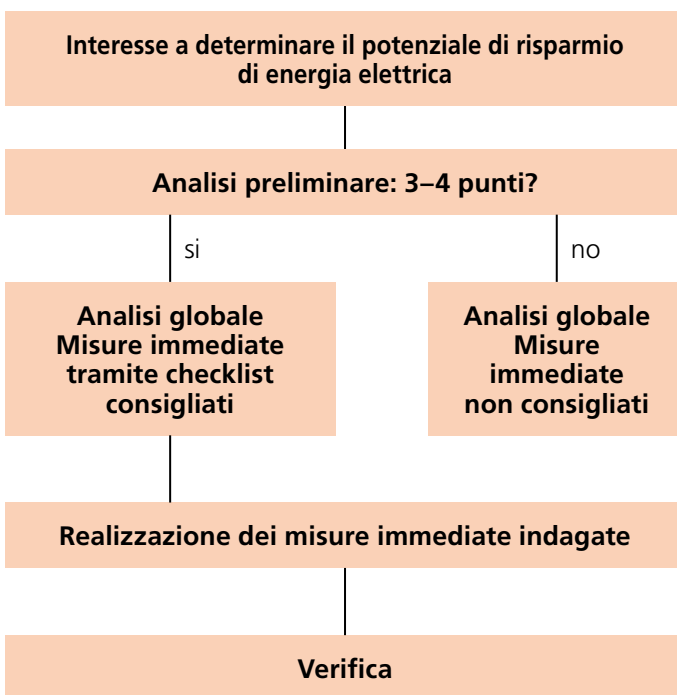 Interesse a determinare il potenziale di risparmio
di energia elettrica
Analisi preliminare: 3–4 punti?
si
no
Analisi globale
Misure immediate
tramite checklist
consigliati
Analisi globale
Misure
immediate
non consigliati
Realizzazione dei misure immediate indagate
Verifica